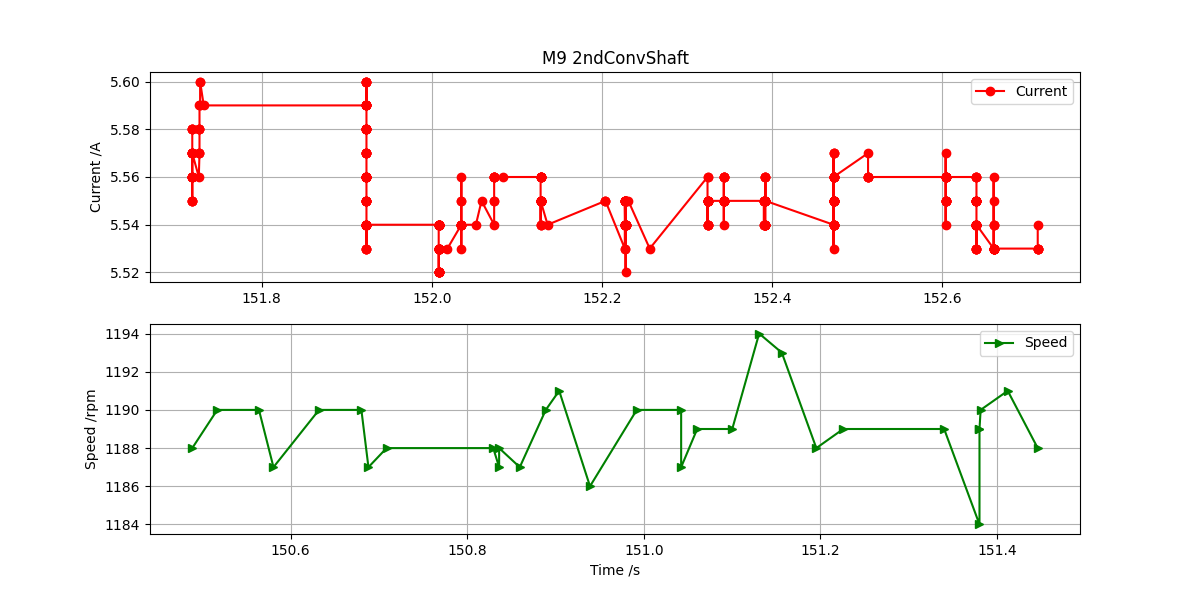 M9 2ndConvShaft
5.60
5.58
5.56
5.54
5.52
Current /A
Current
151.8 152.0 152.2 152.4 152.6
1194
1192
1190
1188
1186
1184
Speed /rpm
Speed
150.6 150.8 151.0 151.2 151.4
Time /s